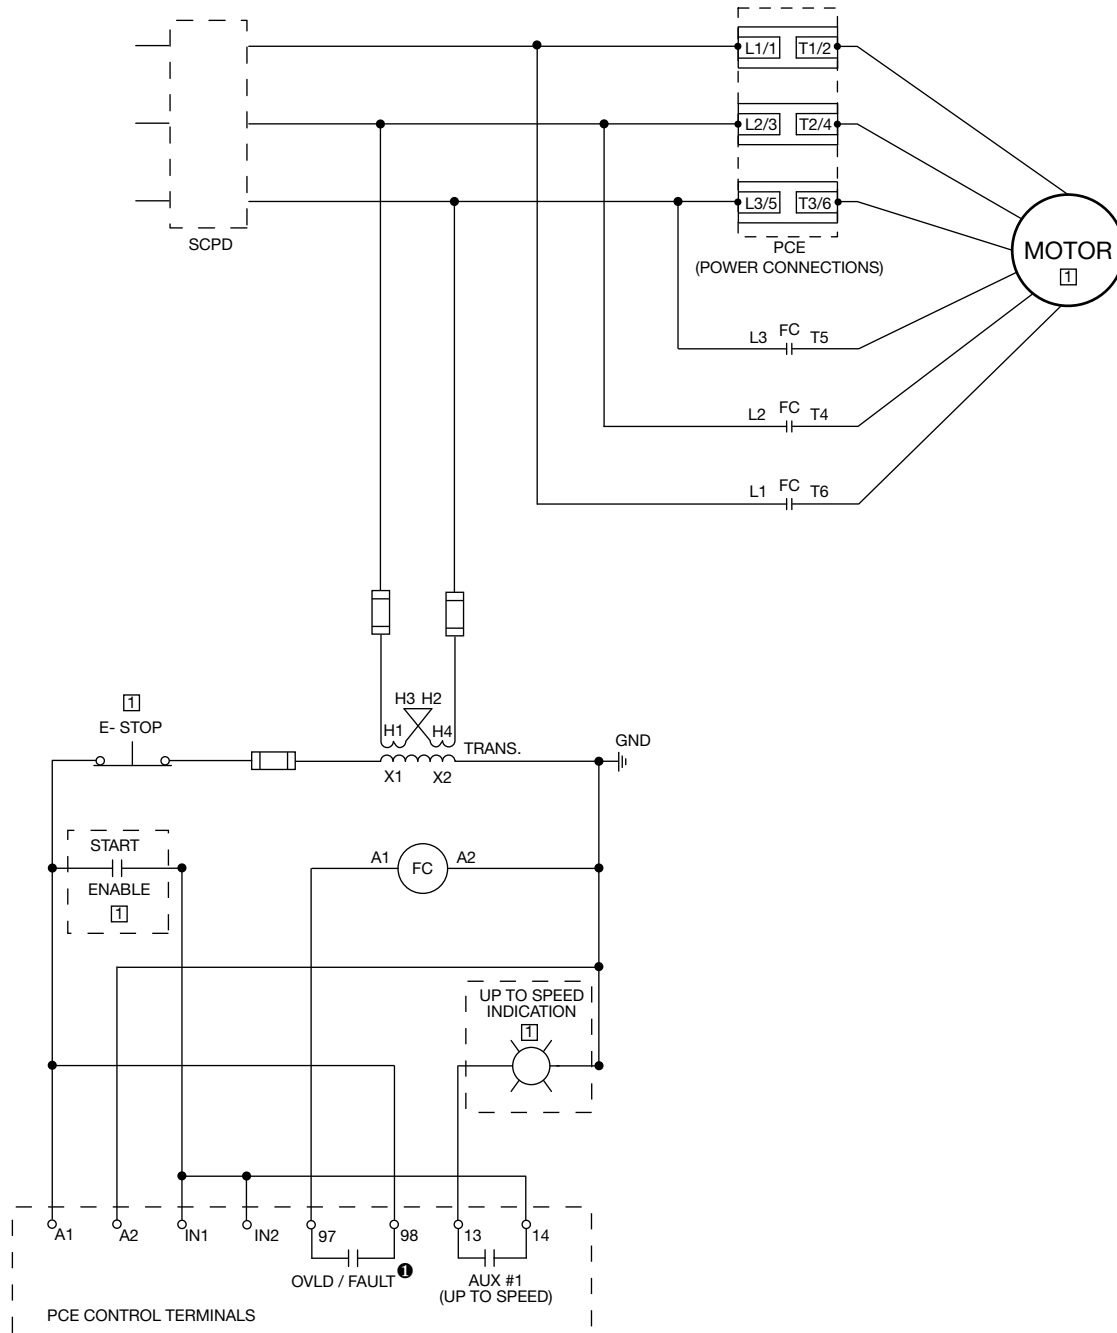 L1/1 T1/2
L2/3 T2/4
L3/5 T3/6
SCPD
PCE
(POWER CONNECTIONS)
MOTOR
1
L3 FC T5
L2 FC T4
L1 FC T6
1
E- STOP
H3 H2
H1 H4
TRANS.
X1 X2
GND
START
ENABLE
1
A1 FC A2
UP TO SPEED
INDICATION
1
A1 A2 IN1 IN2 97 98 13 14
OVLD / FAULT ❶
AUX #1
(UP TO SPEED)
PCE CONTROL TERMINALS